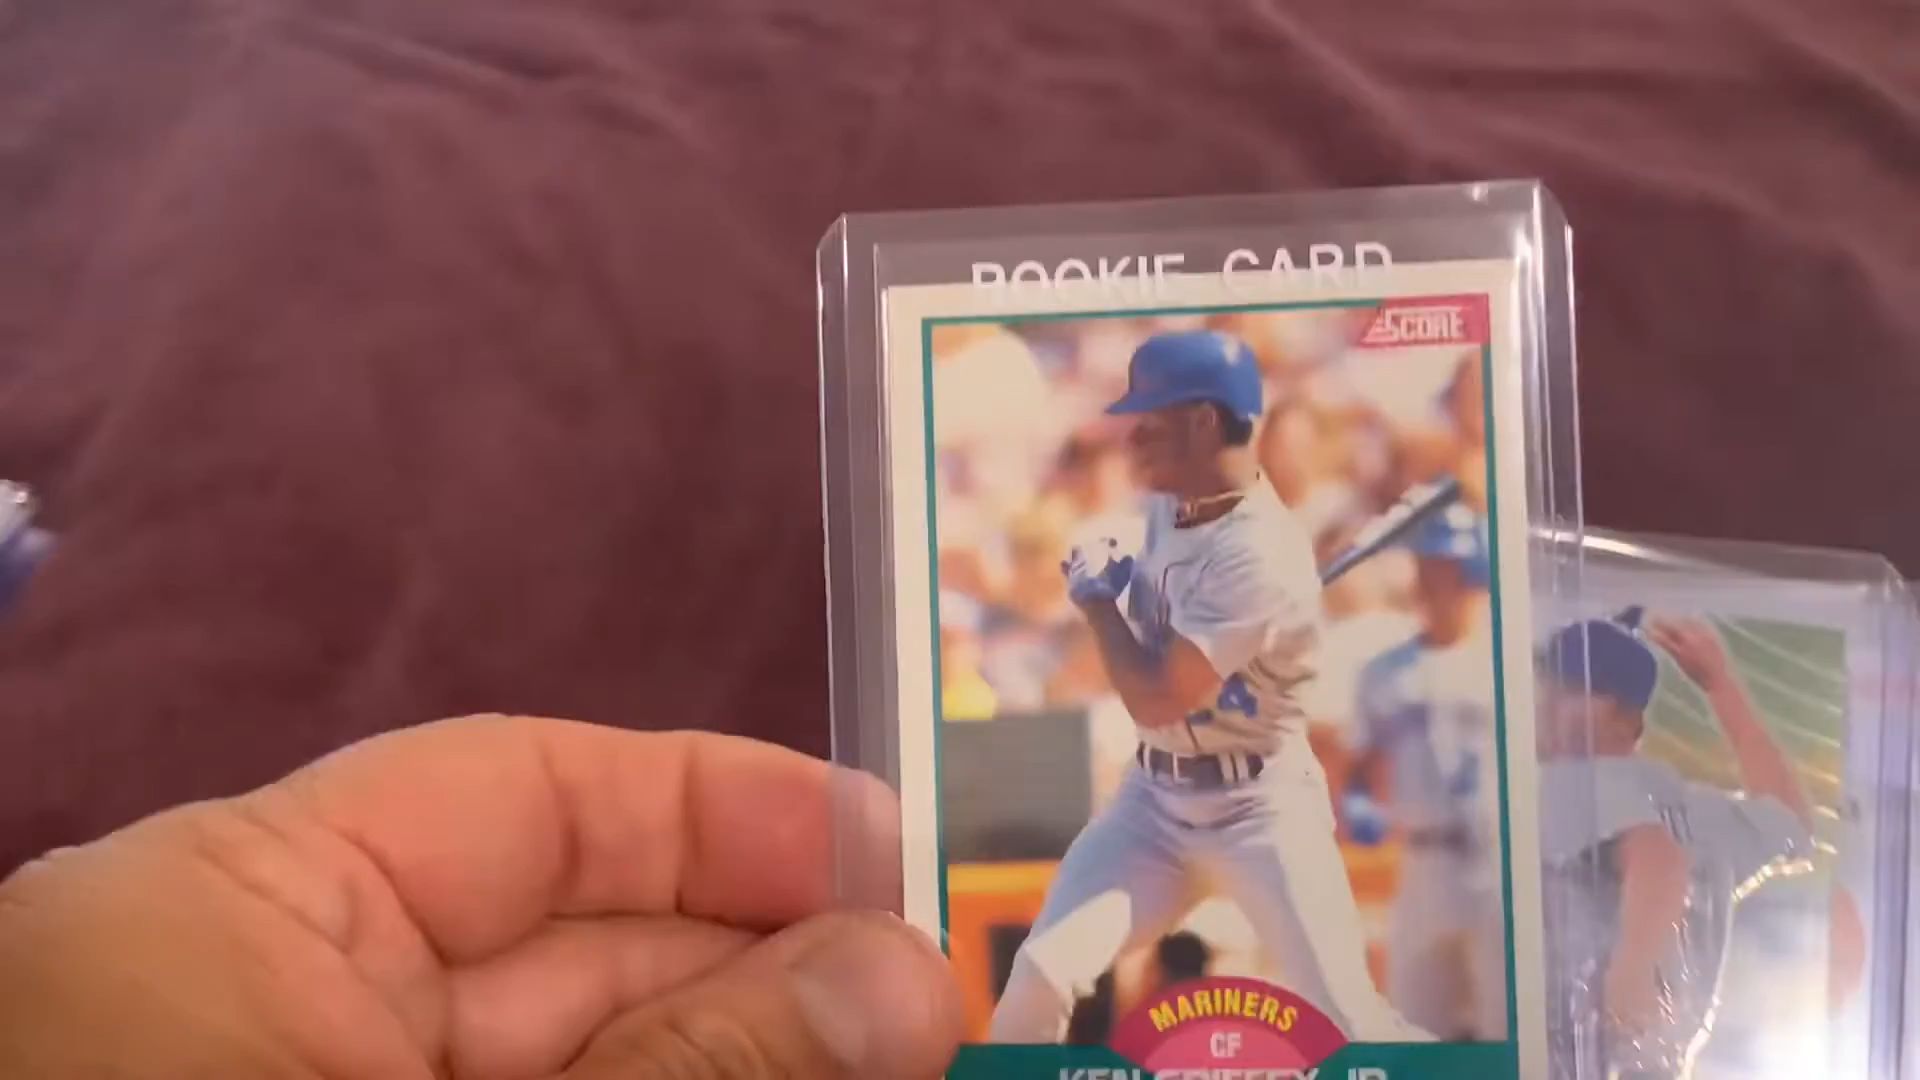 ROOKIE CARD
SCORE
MARINERS
CF
KEN GRIFFEY JR